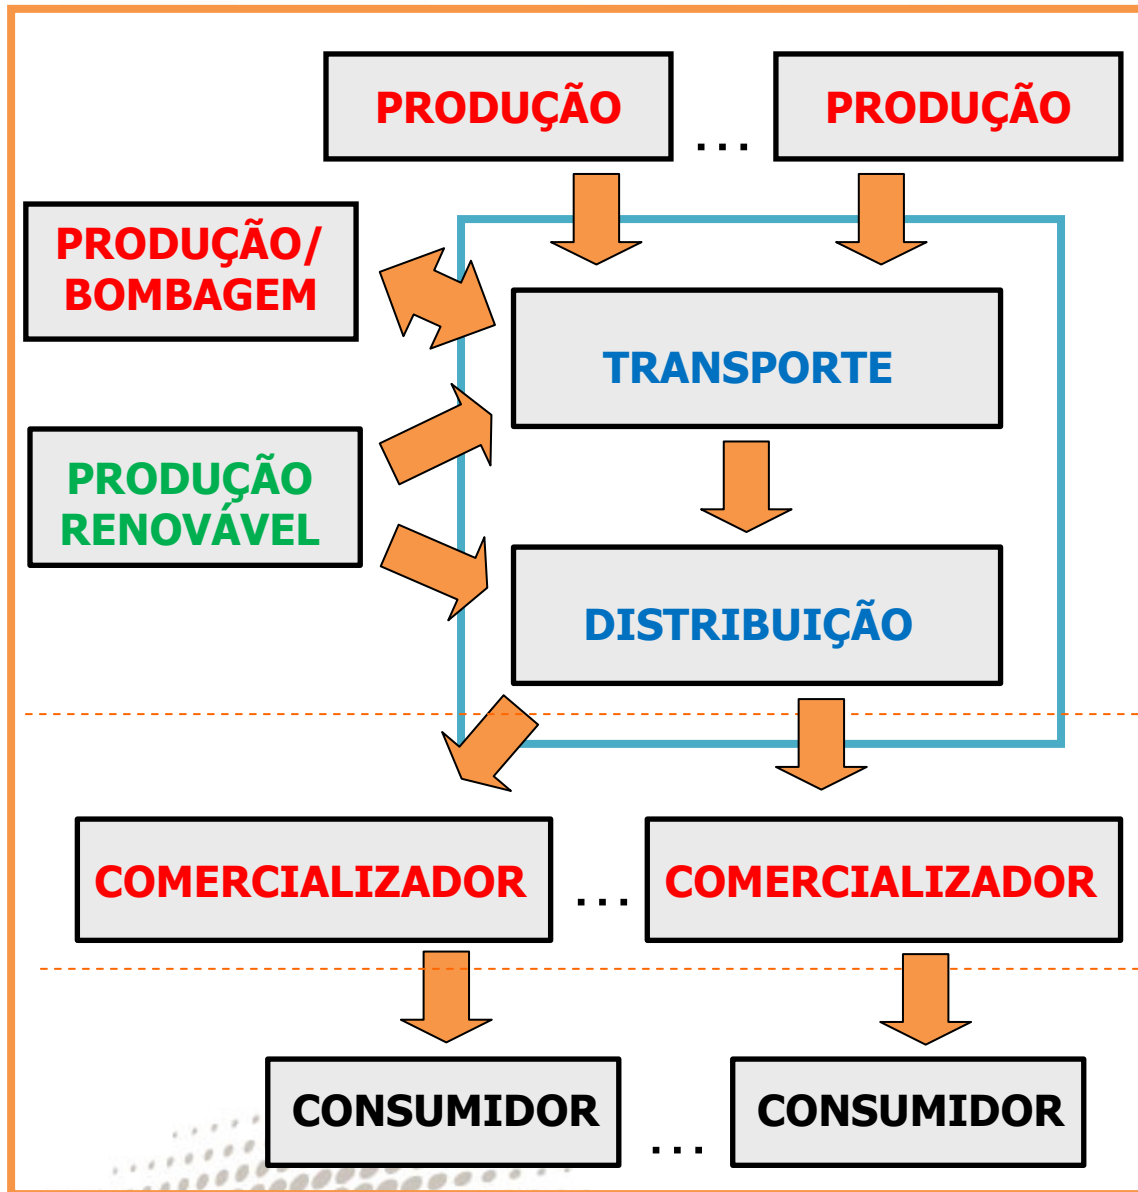 PRODUÇÃO
...
PRODUÇÃO
PRODUÇÃO/
BOMBAGEM
TRANSPORTE
PRODUÇÃO
RENOVÁVEL
DISTRIBUIÇÃO
COMERCIALIZADOR
...
COMERCIALIZADOR
CONSUMIDOR
...
CONSUMIDOR